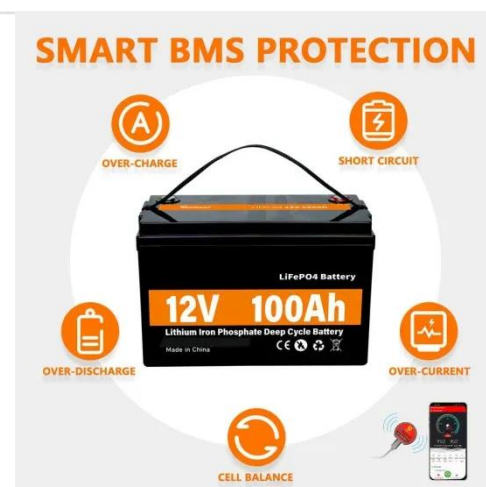 SMART BMS PROTECTION
A
OVER-CHARGE
SHORT CIRCUIT
LiFePO4 Battery
12V 100Ah
Lithium Iron Phosphate Deep Cycle Battery
CE
Made in China
OVER-DISCHARGE
OVER-CURRENT
CELL BALANCE